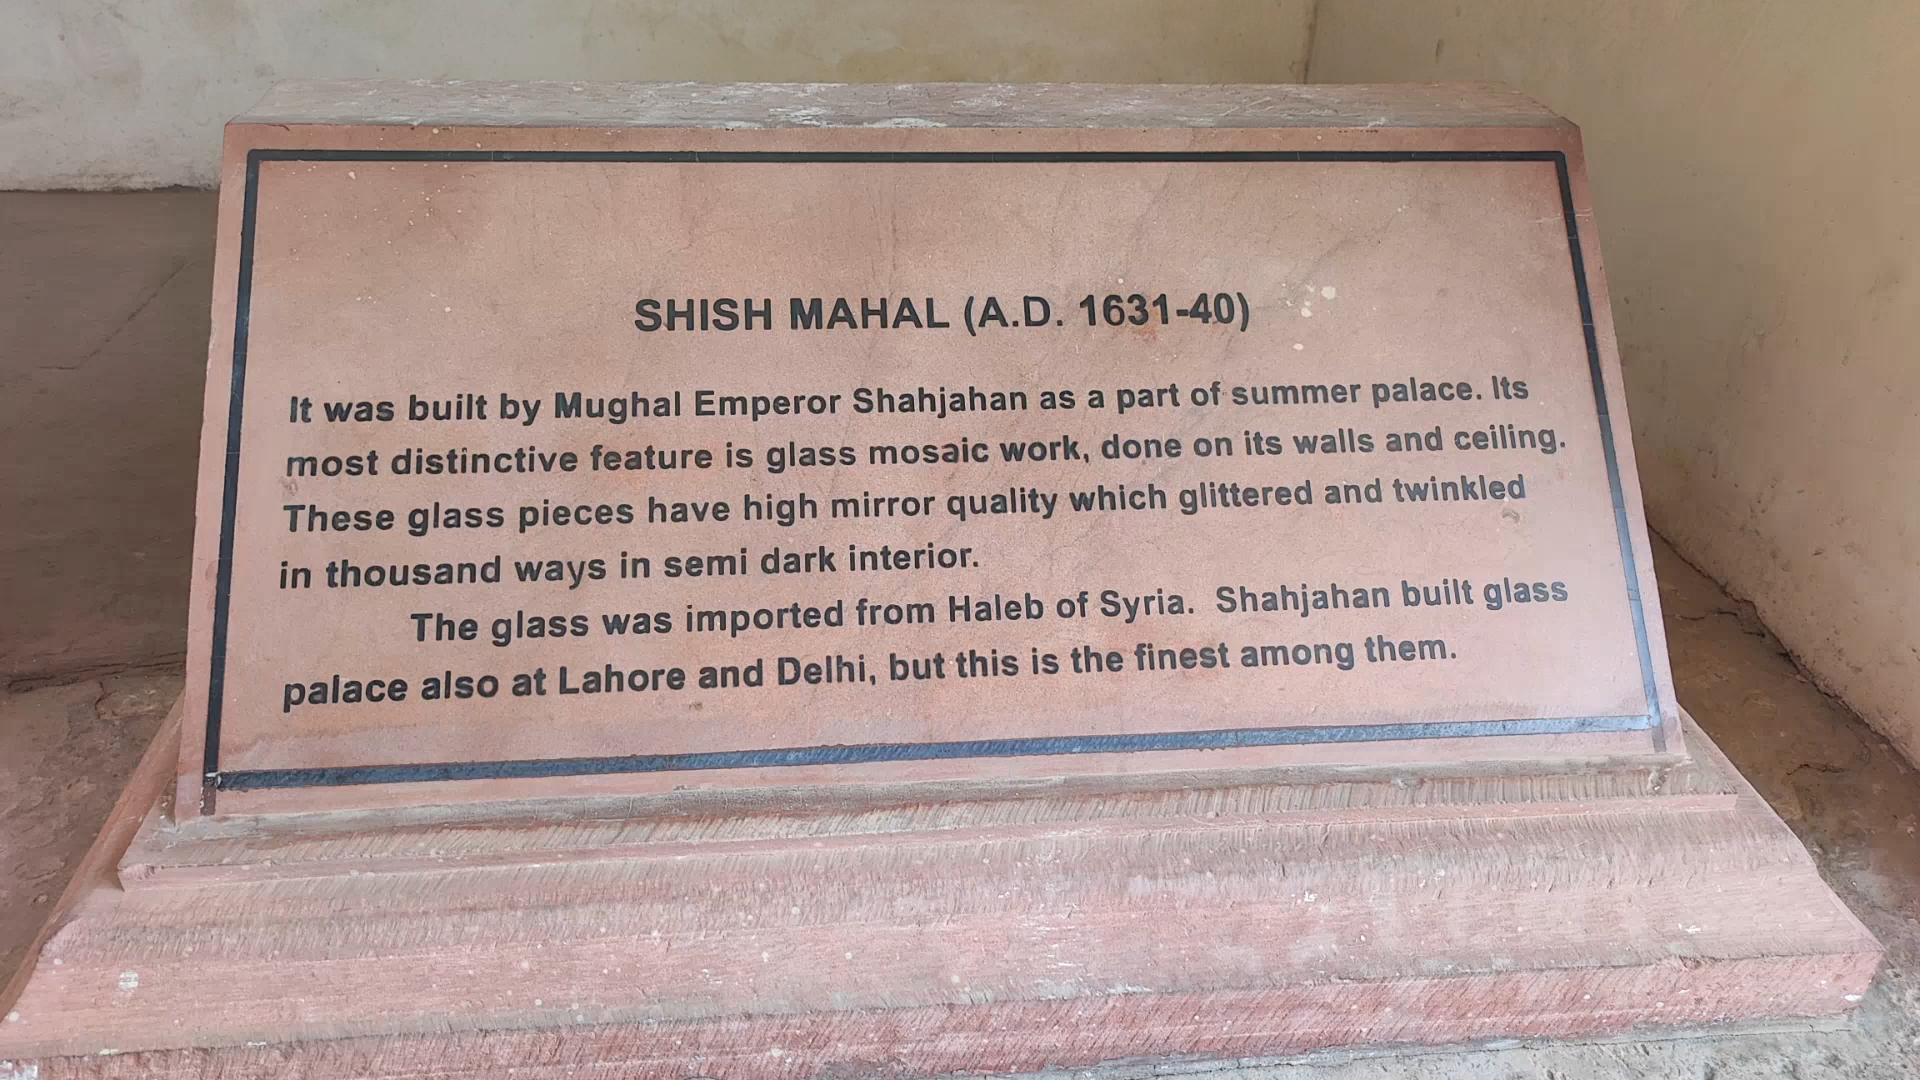 SHISH MAHAL (A.D. 1631-40)
It was built by Mughal Emperor Shahjahan as a part of summer palace. Its
most distinctive feature is glass mosaic work, done on its walls and ceiling.
These glass pieces have high mirror quality which glittered and twinkled
in thousand ways in semi dark interior.
The glass was imported from Haleb of Syria. Shahjahan built glass
palace also at Lahore and Delhi, but this is the finest among them.